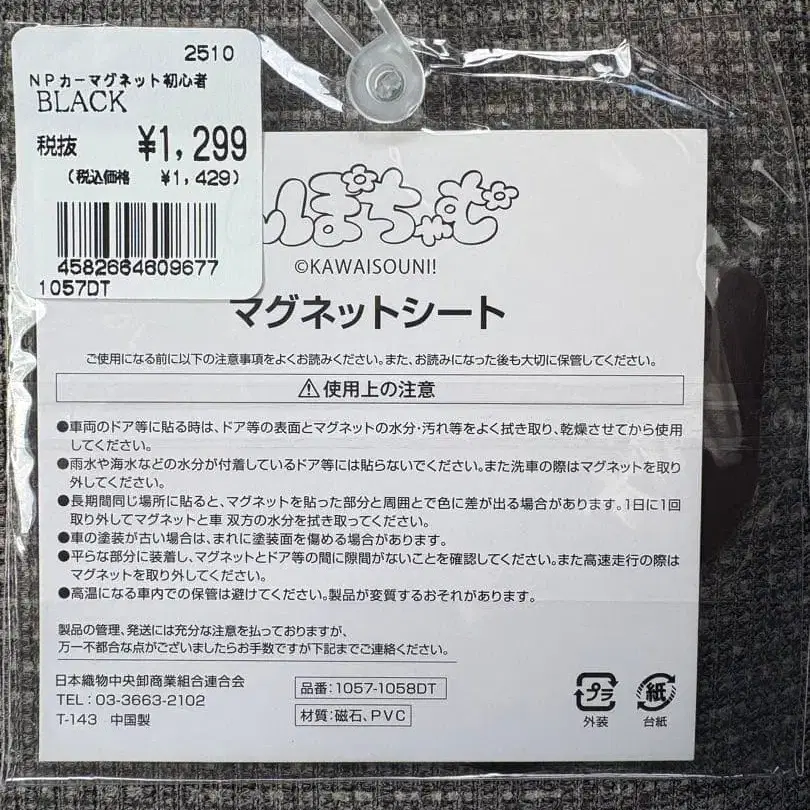 2510
NPカーマグネット初心者
BLACK
税抜 ¥1,299
(税込価格 ¥1,429)
4582664609677
1057DT
んぽちゃむ
©KAWAISOUNI!
マグネットシート
ご使用になる前に以下の注意事項をよくお読みください。また、お読みになった後も大切に保管してください。
⚠使用上の注意
●車両のドア等に貼る時は、ドア等の表面とマグネットの水分・汚れ等をよく拭き取り、乾燥させてから使用
してください。
●雨水や海水などの水分が付着しているドア等には貼らないでください。また洗車の際はマグネットを取り
外してください。
●長期間同じ場所に貼ると、マグネットを貼った部分と周囲とで色に差が出る場合があります。1日に1回
取り外してマグネットと車 双方の水分を拭き取ってください。
●車の塗装が古い場合は、まれに塗装面を傷める場合があります。
●平らな部分に装着し、マグネットとドア等の間に隙間がないことを確認してください。また高速走行の際は
マグネットを取り外してください。
●高温になる車内での保管は避けてください。製品が変質するおそれがあります。
製品の管理、発送には充分な注意を払っておりますが、
万一不都合な点がございましたらお手数ですが下記までご連絡ください。
日本織物中央卸商業組合連合会
TEL:03-3663-2102
T-143 中国製
品番:1057-1058DT
材質:磁石、PVC
プラ
外装
紙
台紙